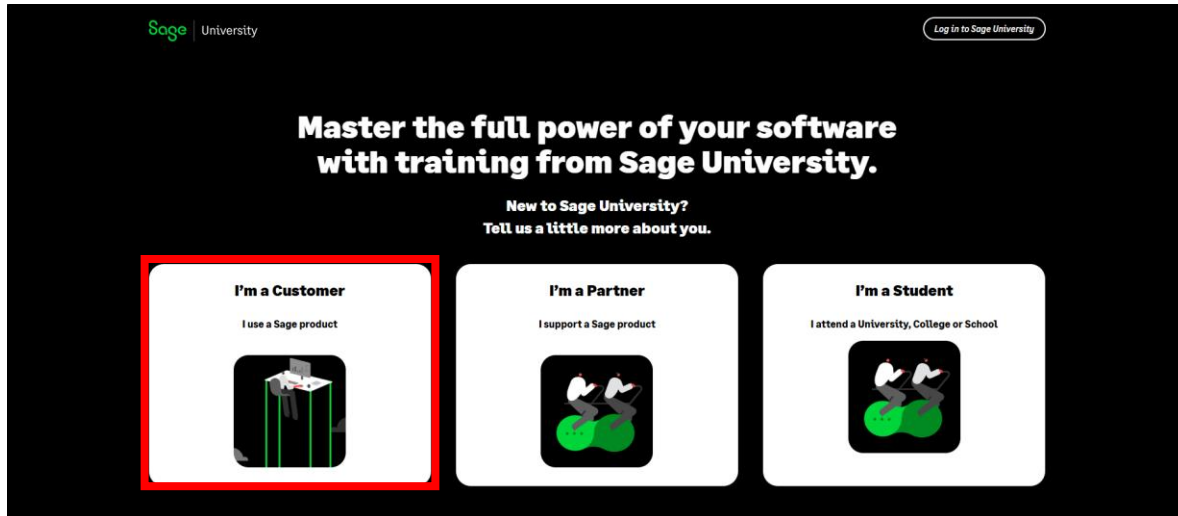 Sage University
Log in to Sage University
Master the full power of your software
with training from Sage University.
New to Sage University?
Tell us a little more about you.
I'm a Customer
I use a Sage product
I'm a Partner
I support a Sage product
I'm a Student
I attend a University, College or School